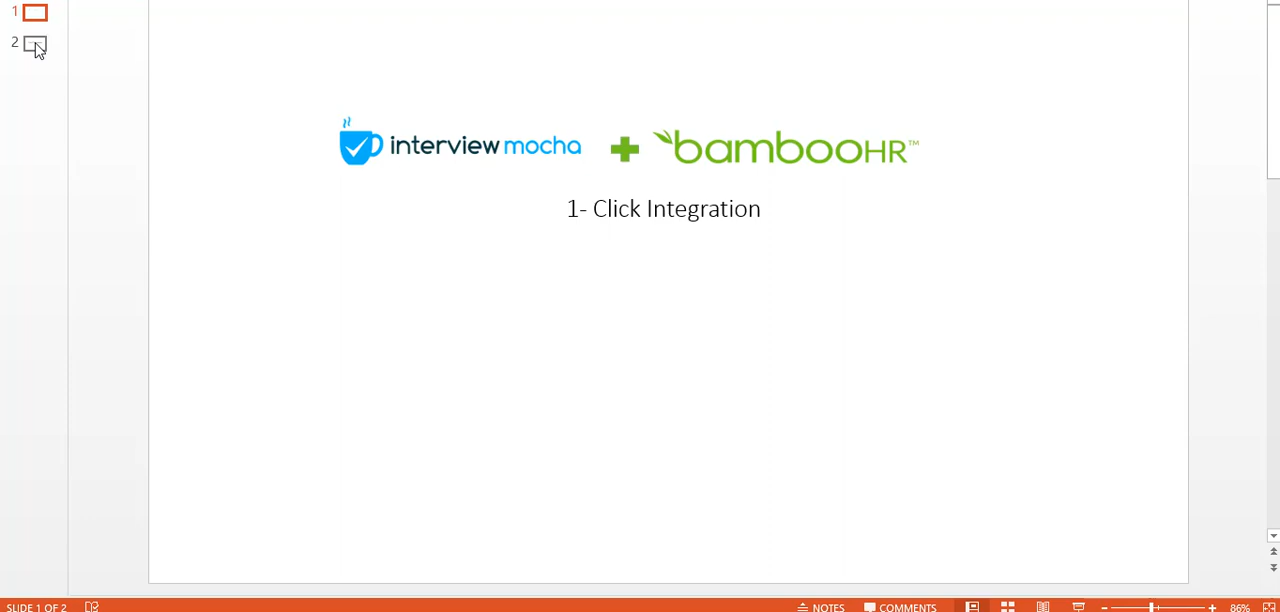 1
2
interview mocha + bambooHR™
1- Click Integration
SLIDE 1 OF 2 NOTES COMMENTS 86%